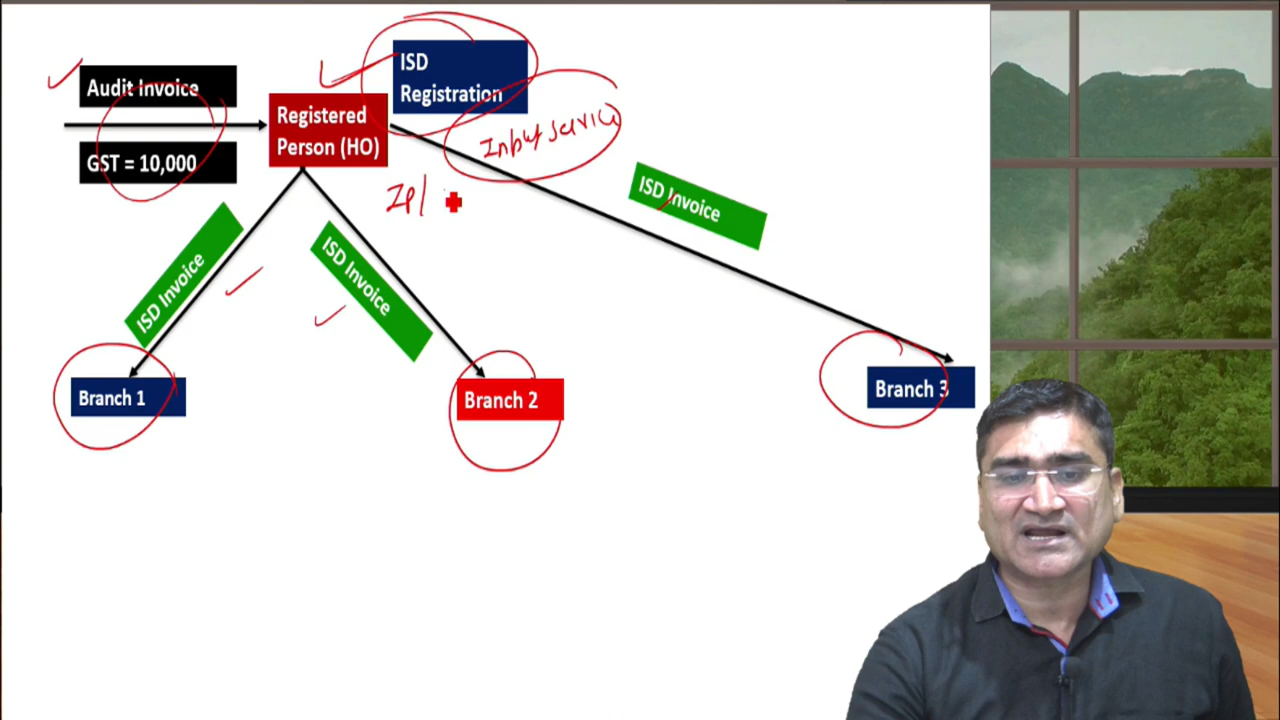 Audit Invoice
GST = 10,000
Registered
Person (HO)
ISD
Registration
Input service
ISD Invoice
ISD Invoice
ISD Invoice
Branch 1
Branch 2
Branch 3